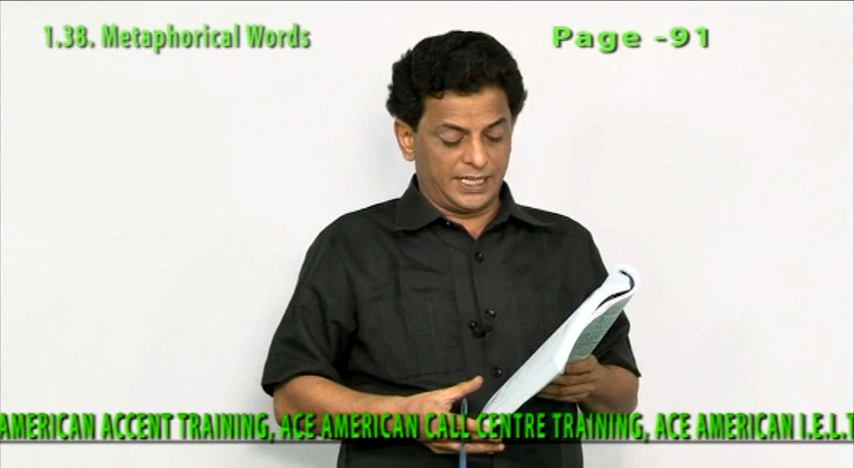 1.38. Metaphorical Words
Page -91
AMERICAN ACCENT TRAINING, ACE AMERICAN CALL CENTRE TRAINING, ACE AMERICAN I.E.L.T